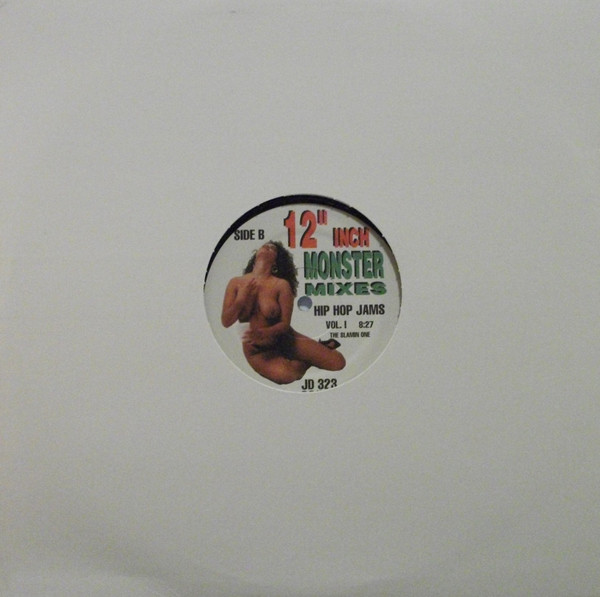 SIDE B
12" INCH
MONSTER
MIXES
HIP HOP JAMS
VOL. I 8:27
THE SLAMIN ONE
JD 323